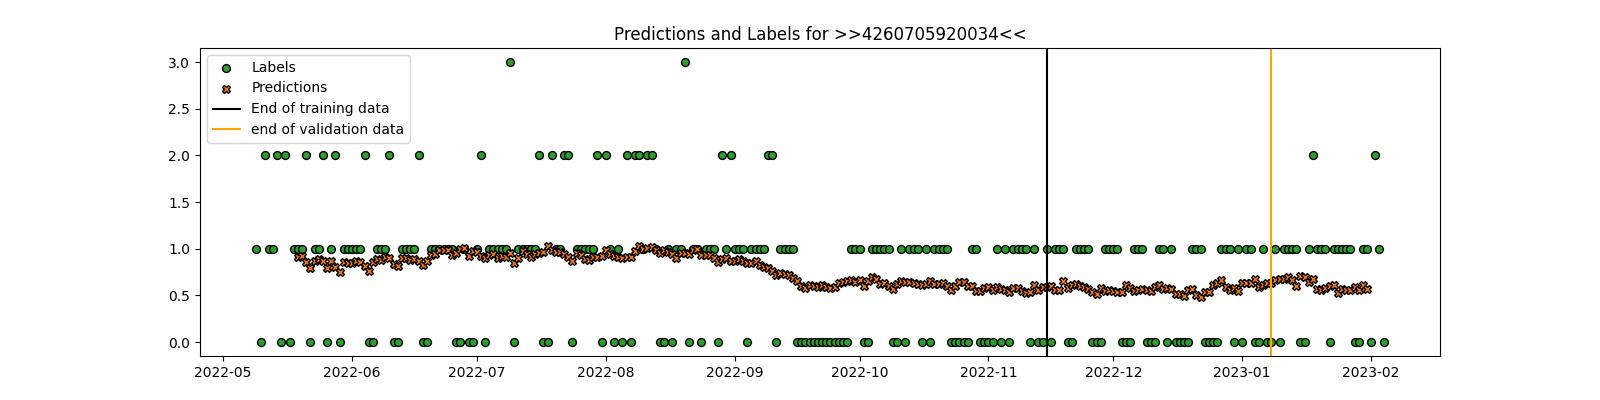 Predictions and Labels for >>4260705920034<<
Labels
Predictions
End of training data
end of validation data
3.0
2.5
2.0
1.5
1.0
0.5
0.0
2022-05 2022-06 2022-07 2022-08 2022-09 2022-10 2022-11 2022-12 2023-01 2023-02